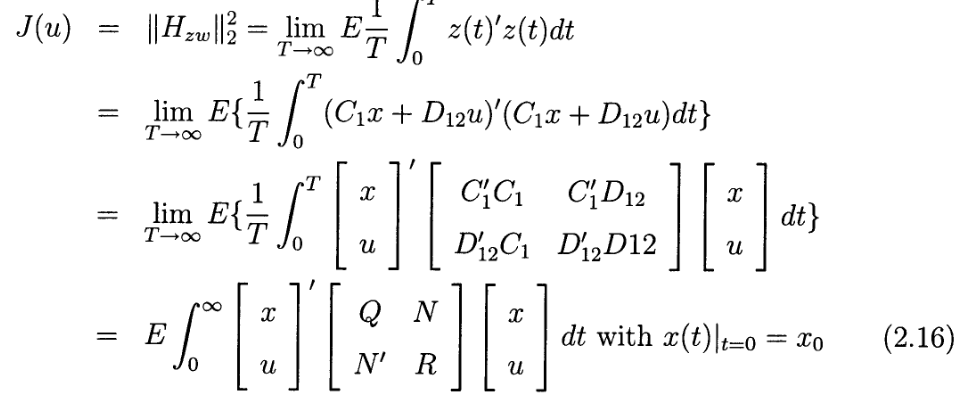 J(u) = ‖H_{zw}‖_2^2 = \lim_{T→∞} E \frac{1}{T} \int_0^T z(t)'z(t)dt
= \lim_{T→∞} E\{\frac{1}{T} \int_0^T (C_1x + D_{12}u)'(C_1x + D_{12}u)dt\}
= \lim_{T→∞} E\{\frac{1}{T} \int_0^T \begin{bmatrix} x \\ u \end{bmatrix}' \begin{bmatrix} C_1'C_1 & C_1'D_{12} \\ D_{12}'C_1 & D_{12}'D12 \end{bmatrix} \begin{bmatrix} x \\ u \end{bmatrix} dt\}
= E \int_0^∞ \begin{bmatrix} x \\ u \end{bmatrix}' \begin{bmatrix} Q & N \\ N' & R \end{bmatrix} \begin{bmatrix} x \\ u \end{bmatrix} dt with x(t)|_{t=0} = x_0 (2.16)